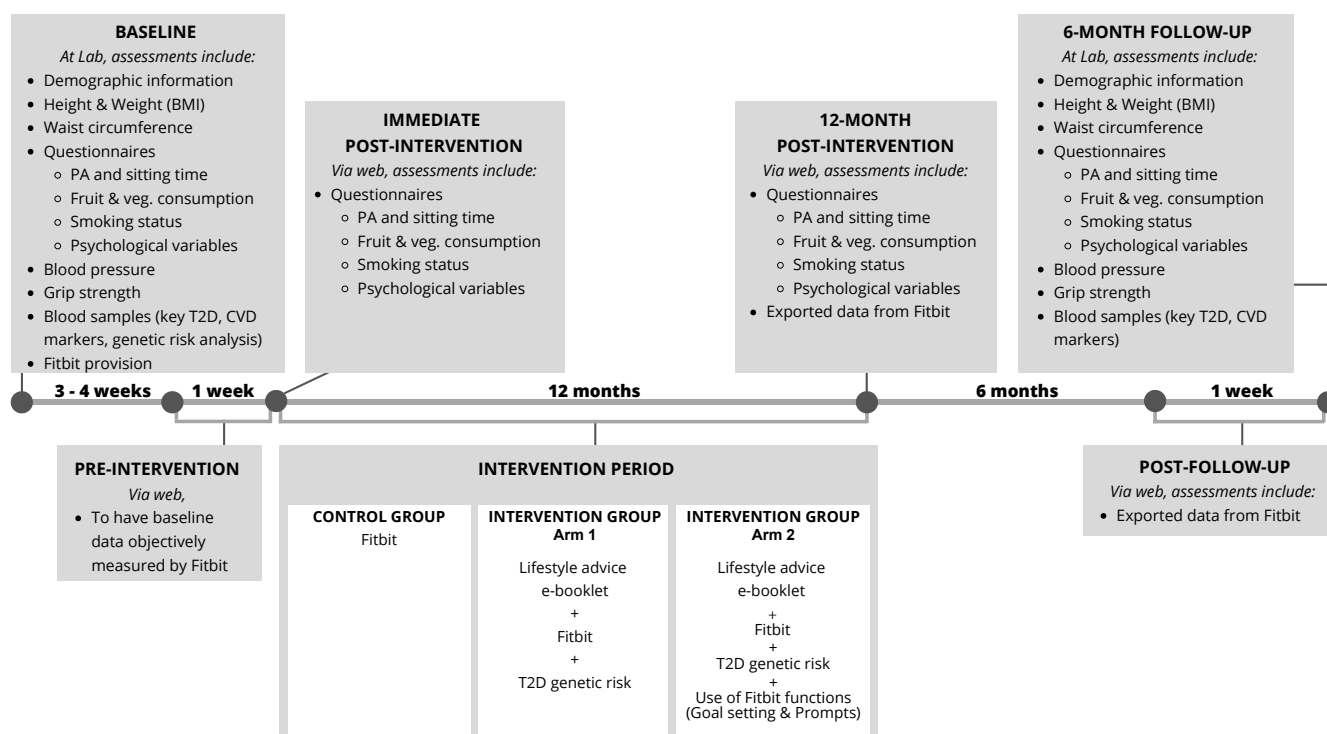 BASELINE
At Lab, assessments include:
• Demographic information
• Height & Weight (BMI)
• Waist circumference
• Questionnaires
○ PA and sitting time
○ Fruit & veg. consumption
○ Smoking status
○ Psychological variables
• Blood pressure
• Grip strength
• Blood samples (key T2D, CVD
markers, genetic risk analysis)
• Fitbit provision
IMMEDIATE
POST-INTERVENTION
Via web, assessments include:
• Questionnaires
○ PA and sitting time
○ Fruit & veg. consumption
○ Smoking status
○ Psychological variables
12-MONTH
POST-INTERVENTION
Via web, assessments include:
• Questionnaires
○ PA and sitting time
○ Fruit & veg. consumption
○ Smoking status
○ Psychological variables
• Exported data from Fitbit
6-MONTH FOLLOW-UP
At Lab, assessments include:
• Demographic information
• Height & Weight (BMI)
• Waist circumference
• Questionnaires
○ PA and sitting time
○ Fruit & veg. consumption
○ Smoking status
○ Psychological variables
• Blood pressure
• Grip strength
• Blood samples (key T2D, CVD
markers)
3 - 4 weeks
1 week
12 months
6 months
1 week
PRE-INTERVENTION
Via web,
• To have baseline
data objectively
measured by Fitbit
INTERVENTION PERIOD
CONTROL GROUP
Fitbit
INTERVENTION GROUP
Arm 1
Lifestyle advice
e-booklet
+
Fitbit
+
T2D genetic risk
INTERVENTION GROUP
Arm 2
Lifestyle advice
e-booklet
+
Fitbit
+
T2D genetic risk
+
Use of Fitbit functions
(Goal setting & Prompts)
POST-FOLLOW-UP
Via web, assessments include:
• Exported data from Fitbit